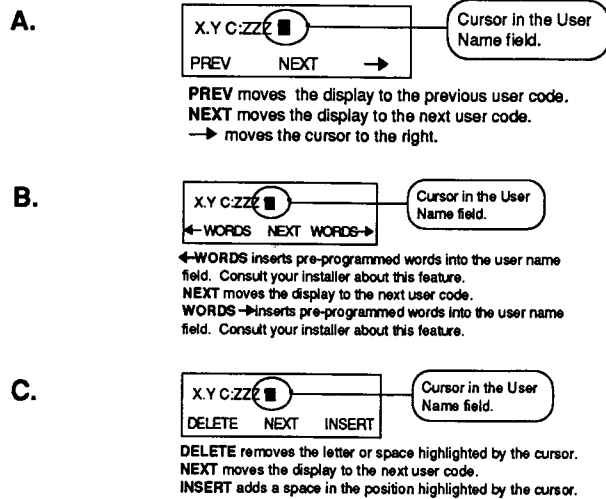 A.
X.Y C:ZZZ
Cursor in the User
Name field.
PREV NEXT →
PREV moves the display to the previous user code.
NEXT moves the display to the next user code.
→ moves the cursor to the right.
B.
X.Y C:ZZZ
Cursor in the User
Name field.
←WORDS NEXT WORDS→
←WORDS inserts pre-programmed words into the user name
field. Consult your installer about this feature.
NEXT moves the display to the next user code.
WORDS →inserts pre-programmed words into the user name
field. Consult your installer about this feature.
C.
X.Y C:ZZZ
Cursor in the User
Name field.
DELETE NEXT INSERT
DELETE removes the letter or space highlighted by the cursor.
NEXT moves the display to the next user code.
INSERT adds a space in the position highlighted by the cursor.